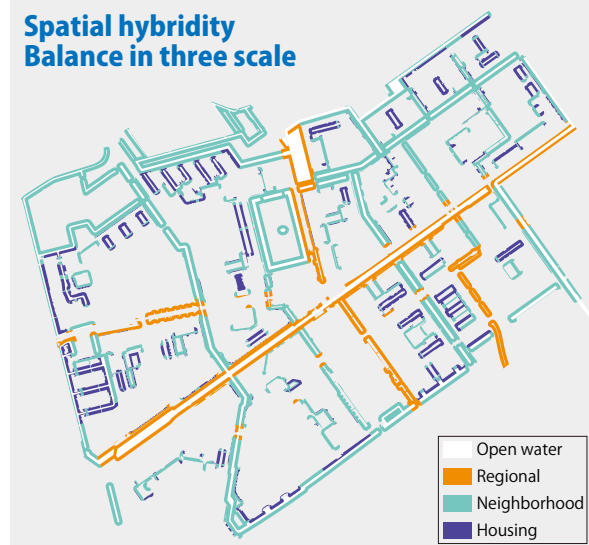 Spatial hybridity
Balance in three scale
Open water
Regional
Neighborhood
Housing